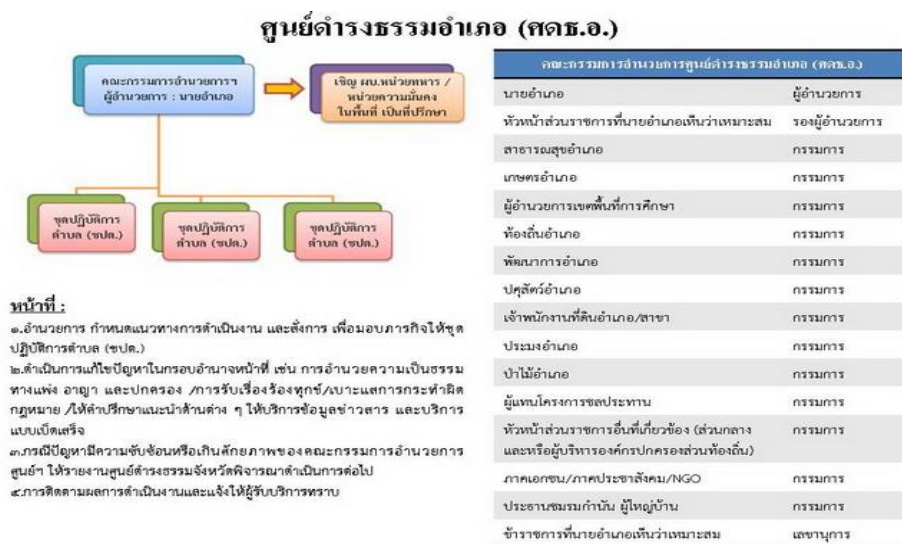 ศูนย์ดำรงธรรมอำเภอ (ศดธ.อ.)
คณะกรรมการอำนวยการฯ
ผู้อำนวยการ : นายอำเภอ
เชิญ ผบ.หน่วยทหาร /
หน่วยความมั่นคง
ในพื้นที่ เป็นที่ปรึกษา
ชุดปฏิบัติการ
ตำบล (ชปต.)
ชุดปฏิบัติการ
ตำบล (ชปต.)
ชุดปฏิบัติการ
ตำบล (ชปต.)
หน้าที่ :
๑.อำนวยการ กำหนดแนวทางการดำเนินงาน และสั่งการ เพื่อมอบภารกิจให้ชุด
ปฏิบัติการตำบล (ชปต.)
๒.ดำเนินการแก้ไขปัญหาในกรอบอำนาจหน้าที่ เช่น การอำนวยความเป็นธรรม
ทางแพ่ง อาญา และปกครอง /การรับเรื่องร้องทุกข์/เบาะแสการกระทำผิด
กฎหมาย /ให้คำปรึกษาแนะนำด้านต่าง ๆ ให้บริการข้อมูลข่าวสาร และบริการ
แบบเบ็ดเสร็จ
๓.กรณีปัญหามีความซับซ้อนหรือเกินศักยภาพของคณะกรรมการอำนวยการ
ศูนย์ฯ ให้รายงานศูนย์ดำรงธรรมจังหวัดพิจารณาดำเนินการต่อไป
๔.การติดตามผลการดำเนินงานและแจ้งให้ผู้รับบริการทราบ
คณะกรรมการอำนวยการศูนย์ดำรงธรรมอำเภอ (ศดธ.อ.)
นายอำเภอ ผู้อำนวยการ
หัวหน้าส่วนราชการที่นายอำเภอเห็นว่าเหมาะสม รองผู้อำนวยการ
สาธารณสุขอำเภอ กรรมการ
เกษตรอำเภอ กรรมการ
ผู้อำนวยการเขตพื้นที่การศึกษา กรรมการ
ท้องถิ่นอำเภอ กรรมการ
พัฒนาการอำเภอ กรรมการ
ปศุสัตว์อำเภอ กรรมการ
เจ้าพนักงานที่ดินอำเภอ/สาขา กรรมการ
ประมงอำเภอ กรรมการ
ป่าไม้อำเภอ กรรมการ
ผู้แทนโครงการชลประทาน กรรมการ
หัวหน้าส่วนราชการอื่นที่เกี่ยวข้อง (ส่วนกลาง กรรมการ
และหรือผู้บริหารองค์กรปกครองส่วนท้องถิ่น)
ภาคเอกชน/ภาคประชาสังคม/NGO กรรมการ
ประธานชมรมกำนัน ผู้ใหญ่บ้าน กรรมการ
ข้าราชการที่นายอำเภอเห็นว่าเหมาะสม เลขานุการ